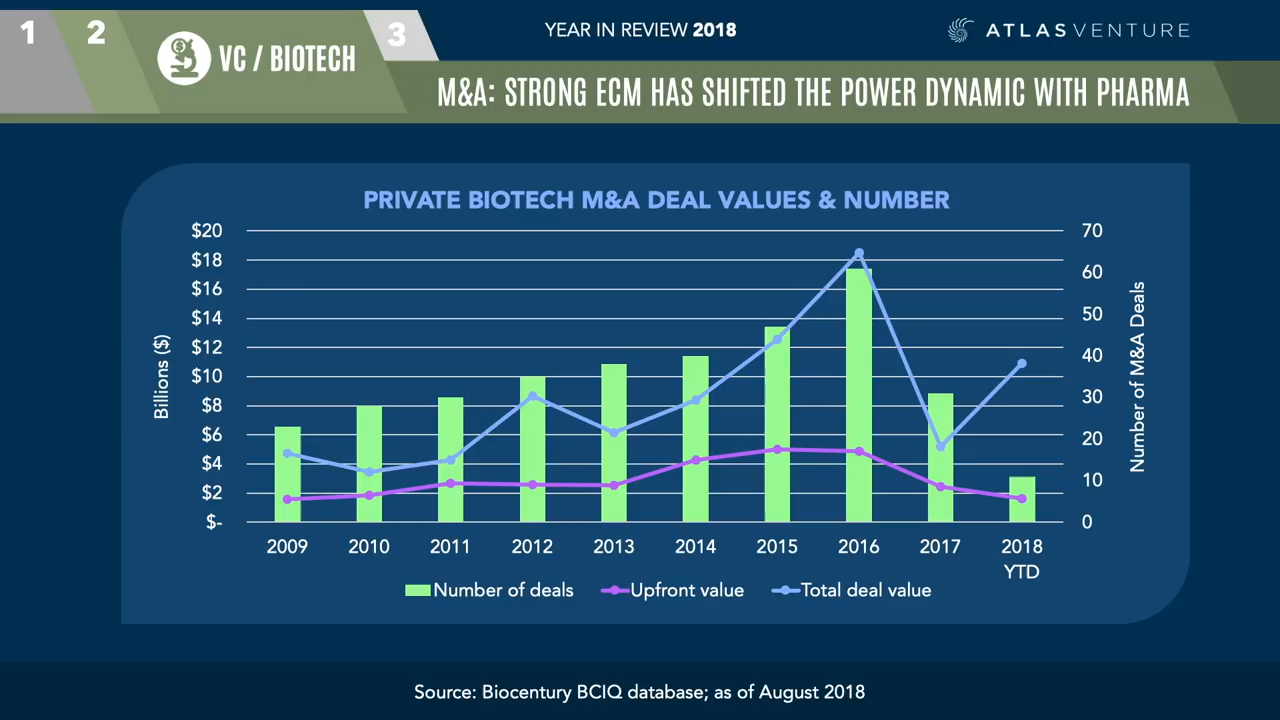 1
2
VC / BIOTECH
3
YEAR IN REVIEW 2018
ATLAS VENTURE
M&A: STRONG ECM HAS SHIFTED THE POWER DYNAMIC WITH PHARMA
PRIVATE BIOTECH M&A DEAL VALUES & NUMBER
Billions ($)
$20
$18
$16
$14
$12
$10
$8
$6
$4
$2
$-
70
60
50
40
30
20
10
0
Number of M&A Deals
2009 2010 2011 2012 2013 2014 2015 2016 2017 2018
YTD
Number of deals Upfront value Total deal value
Source: Biocentury BCIQ database; as of August 2018